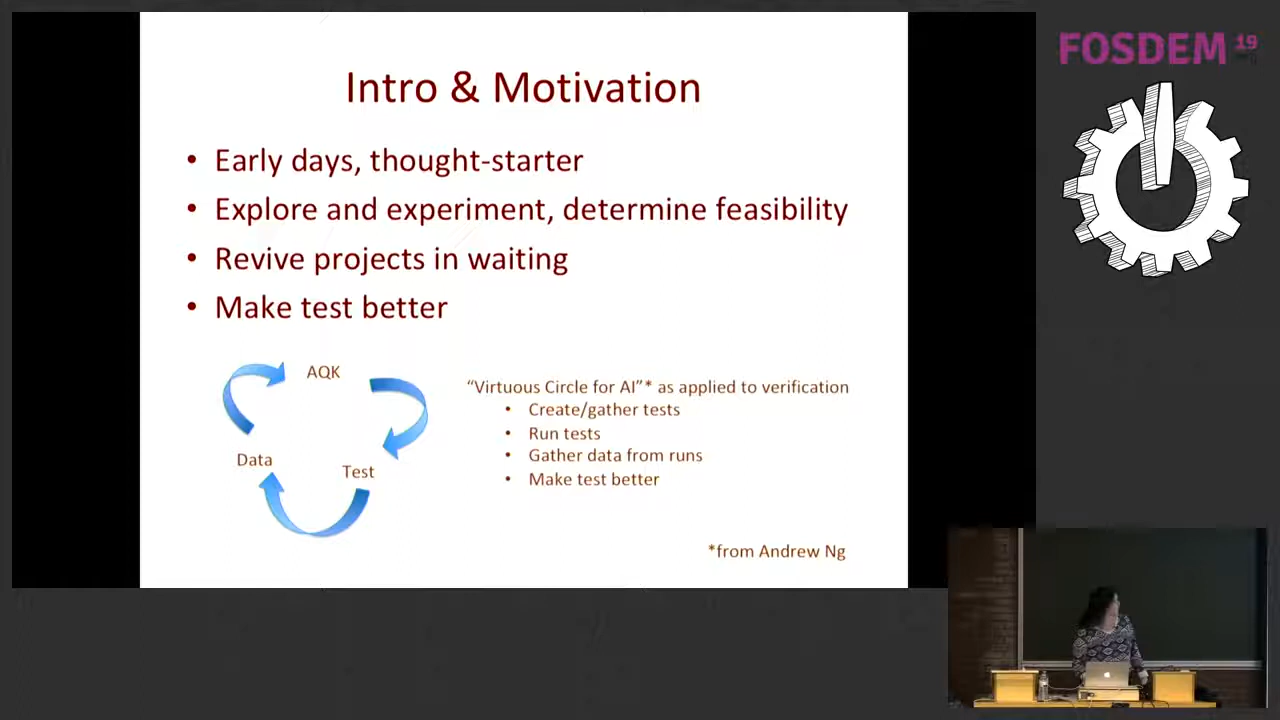 FOSDEM 19
Intro & Motivation
• Early days, thought-starter
• Explore and experiment, determine feasibility
• Revive projects in waiting
• Make test better
AQK
Data
Test
“Virtuous Circle for AI”* as applied to verification
• Create/gather tests
• Run tests
• Gather data from runs
• Make test better
*from Andrew Ng